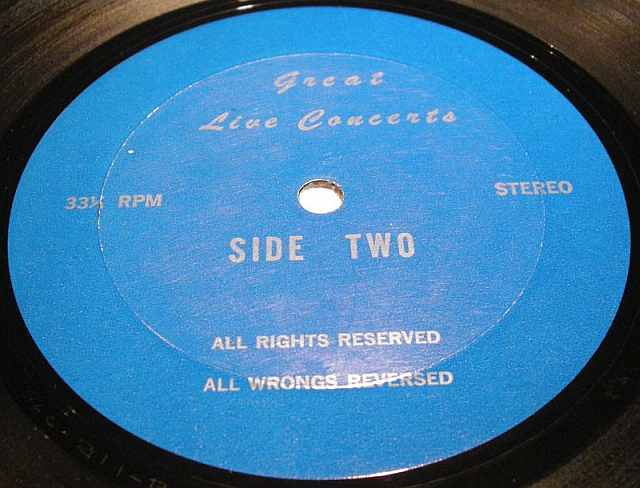 Great
Live Concerts
33⅓ RPM
STEREO
SIDE TWO
ALL RIGHTS RESERVED
ALL WRONGS REVERSED